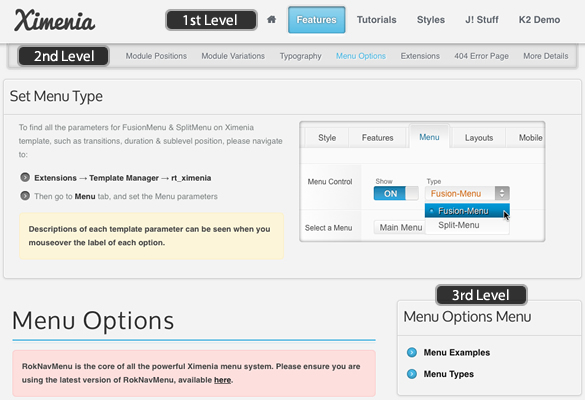 Ximenia
1st Level
Features
Tutorials
Styles
J! Stuff
K2 Demo
2nd Level
Module Positions
Module Variations
Typography
Menu Options
Extensions
404 Error Page
More Details
Set Menu Type
To find all the parameters for FusionMenu & SplitMenu on Ximenia
template, such as transitions, duration & sublevel position, please navigate
to:
Extensions → Template Manager → rt_ximenia
Then go to Menu tab, and set the Menu parameters
Descriptions of each template parameter can be seen when you
mouseover the label of each option.
Style
Features
Menu
Layouts
Mobile
Show
Type
Menu Control
ON
Fusion-Menu
Fusion-Menu
Split-Menu
Select a Menu
Main Menu
Menu Options
RokNavMenu is the core of all the powerful Ximenia menu system. Please ensure you are
using the latest version of RokNavMenu, available here.
3rd Level
Menu Options Menu
Menu Examples
Menu Types